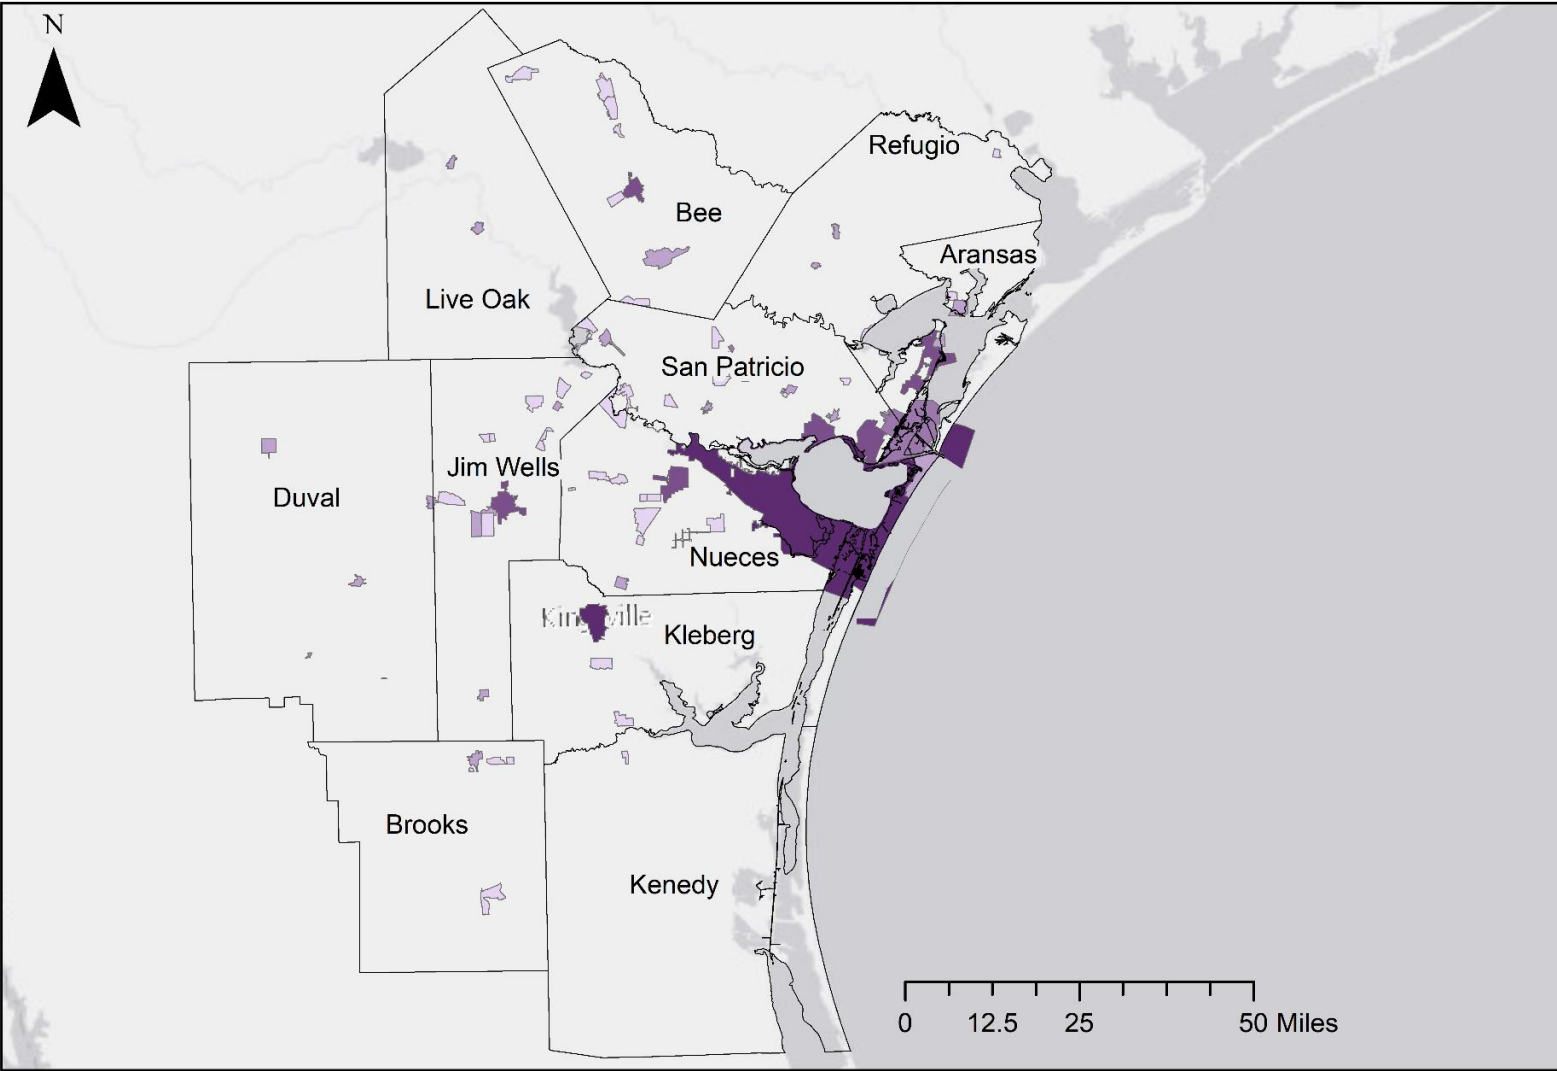 N
Refugio
Bee
Aransas
Live Oak
San Patricio
Jim Wells
Duval
Nueces
Kingsville
Kleberg
Brooks
Kenedy
0 12.5 25 50 Miles